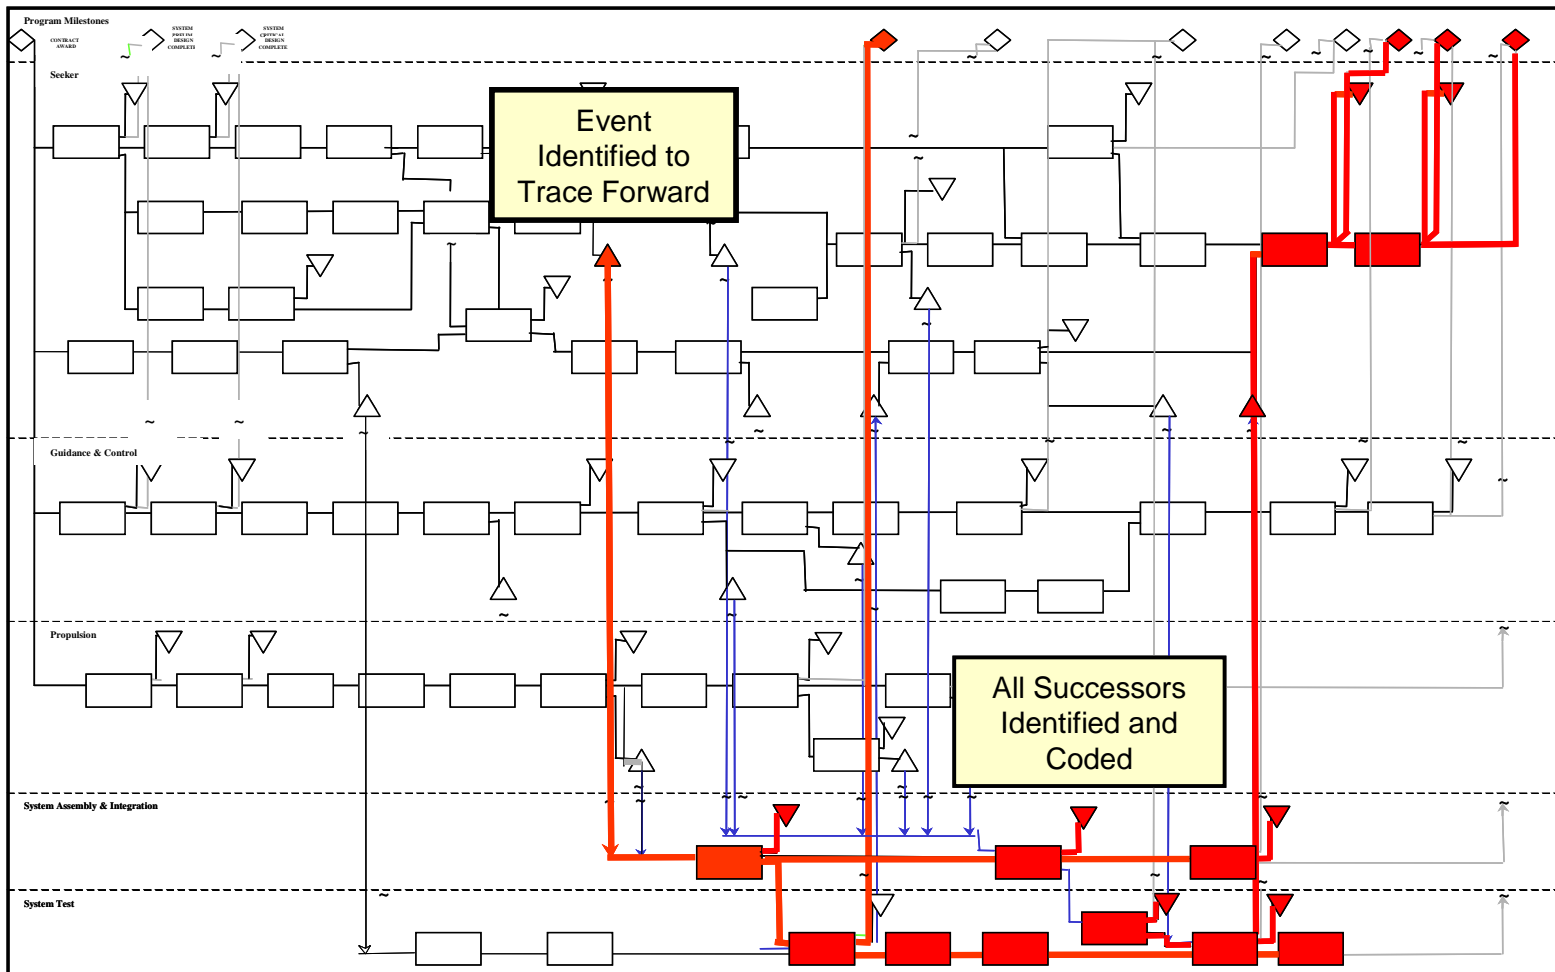 Program Milestones
CONTRACT
AWARD
SYSTEM
DESIGN
COMPLETE
SYSTEM
DESIGN
COMPLETE
Seeker
Event
Identified to
Trace Forward
Guidance & Control
Propulsion
All Successors
Identified and
Coded
System Assembly & Integration
System Test